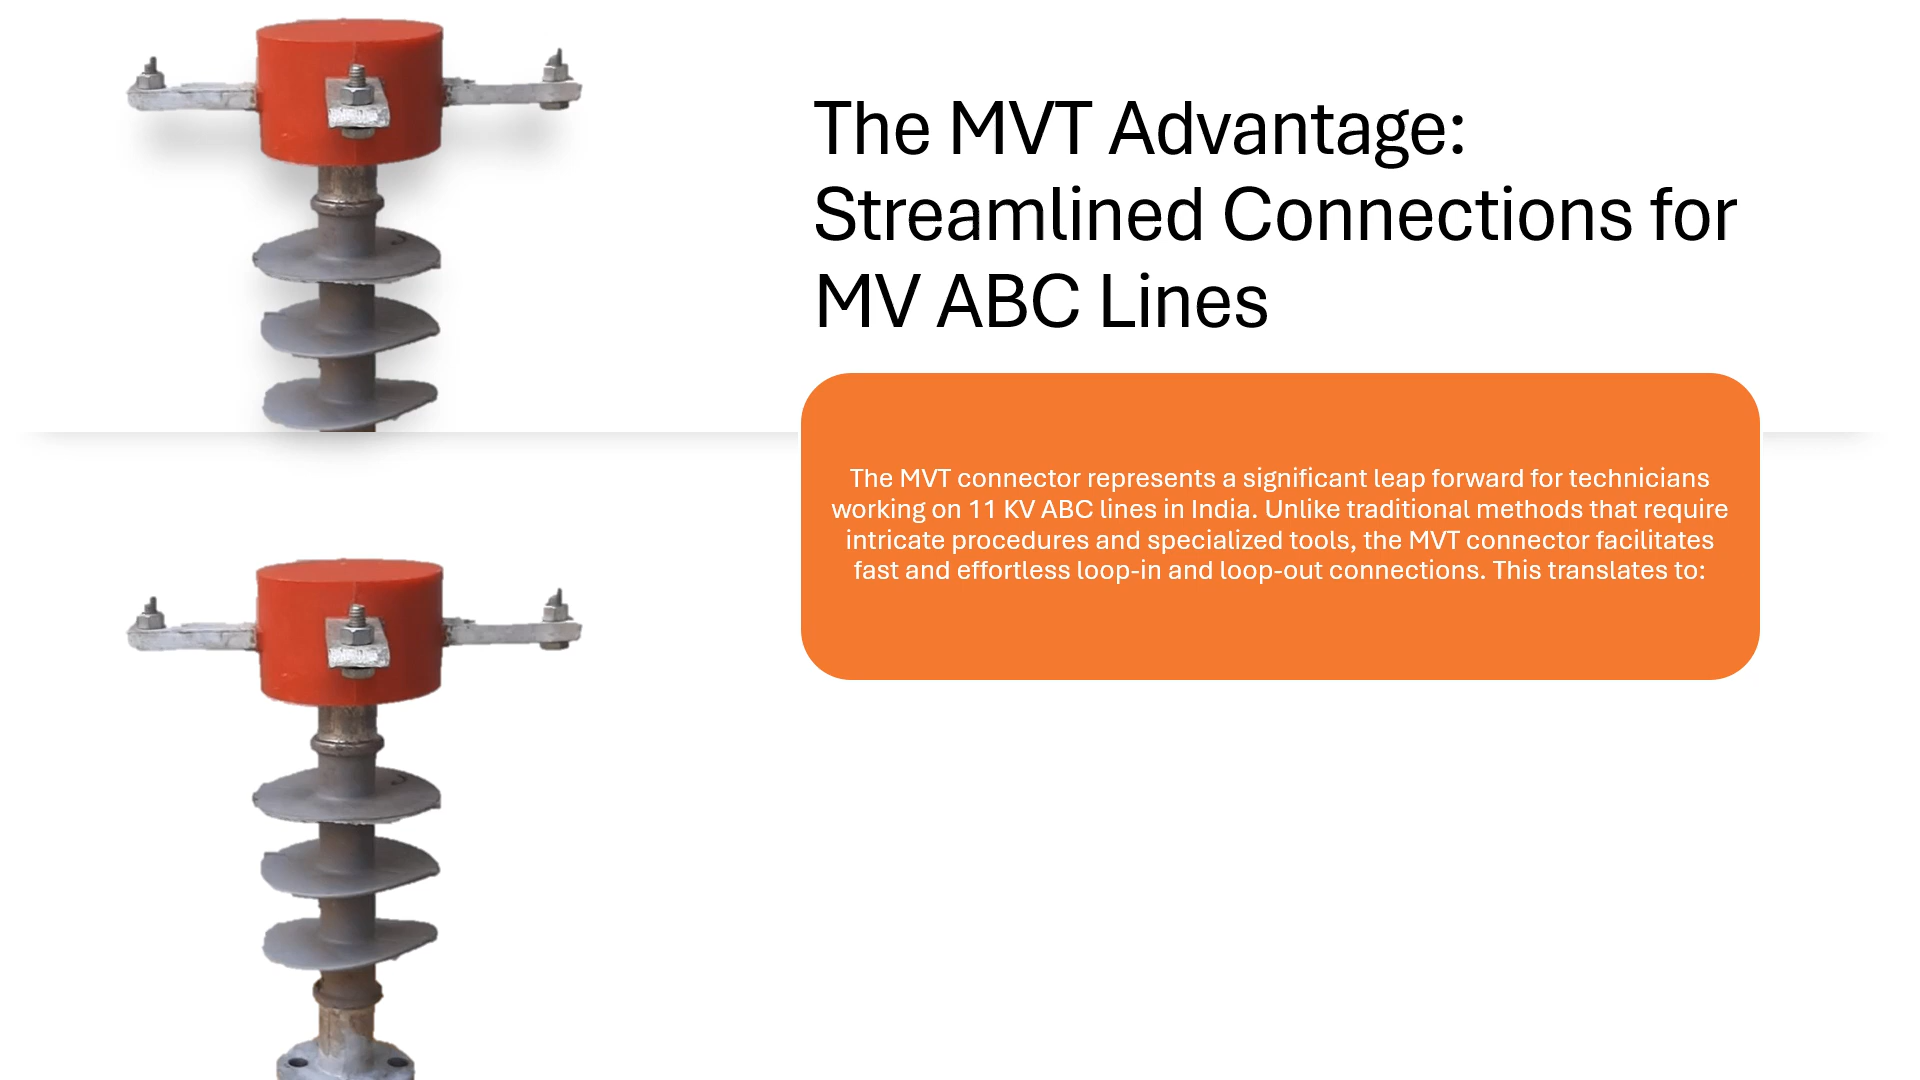 The MVT Advantage:
Streamlined Connections for
MV ABC Lines
The MVT connector represents a significant leap forward for technicians
working on 11 KV ABC lines in India. Unlike traditional methods that require
intricate procedures and specialized tools, the MVT connector facilitates
fast and effortless loop-in and loop-out connections. This translates to: